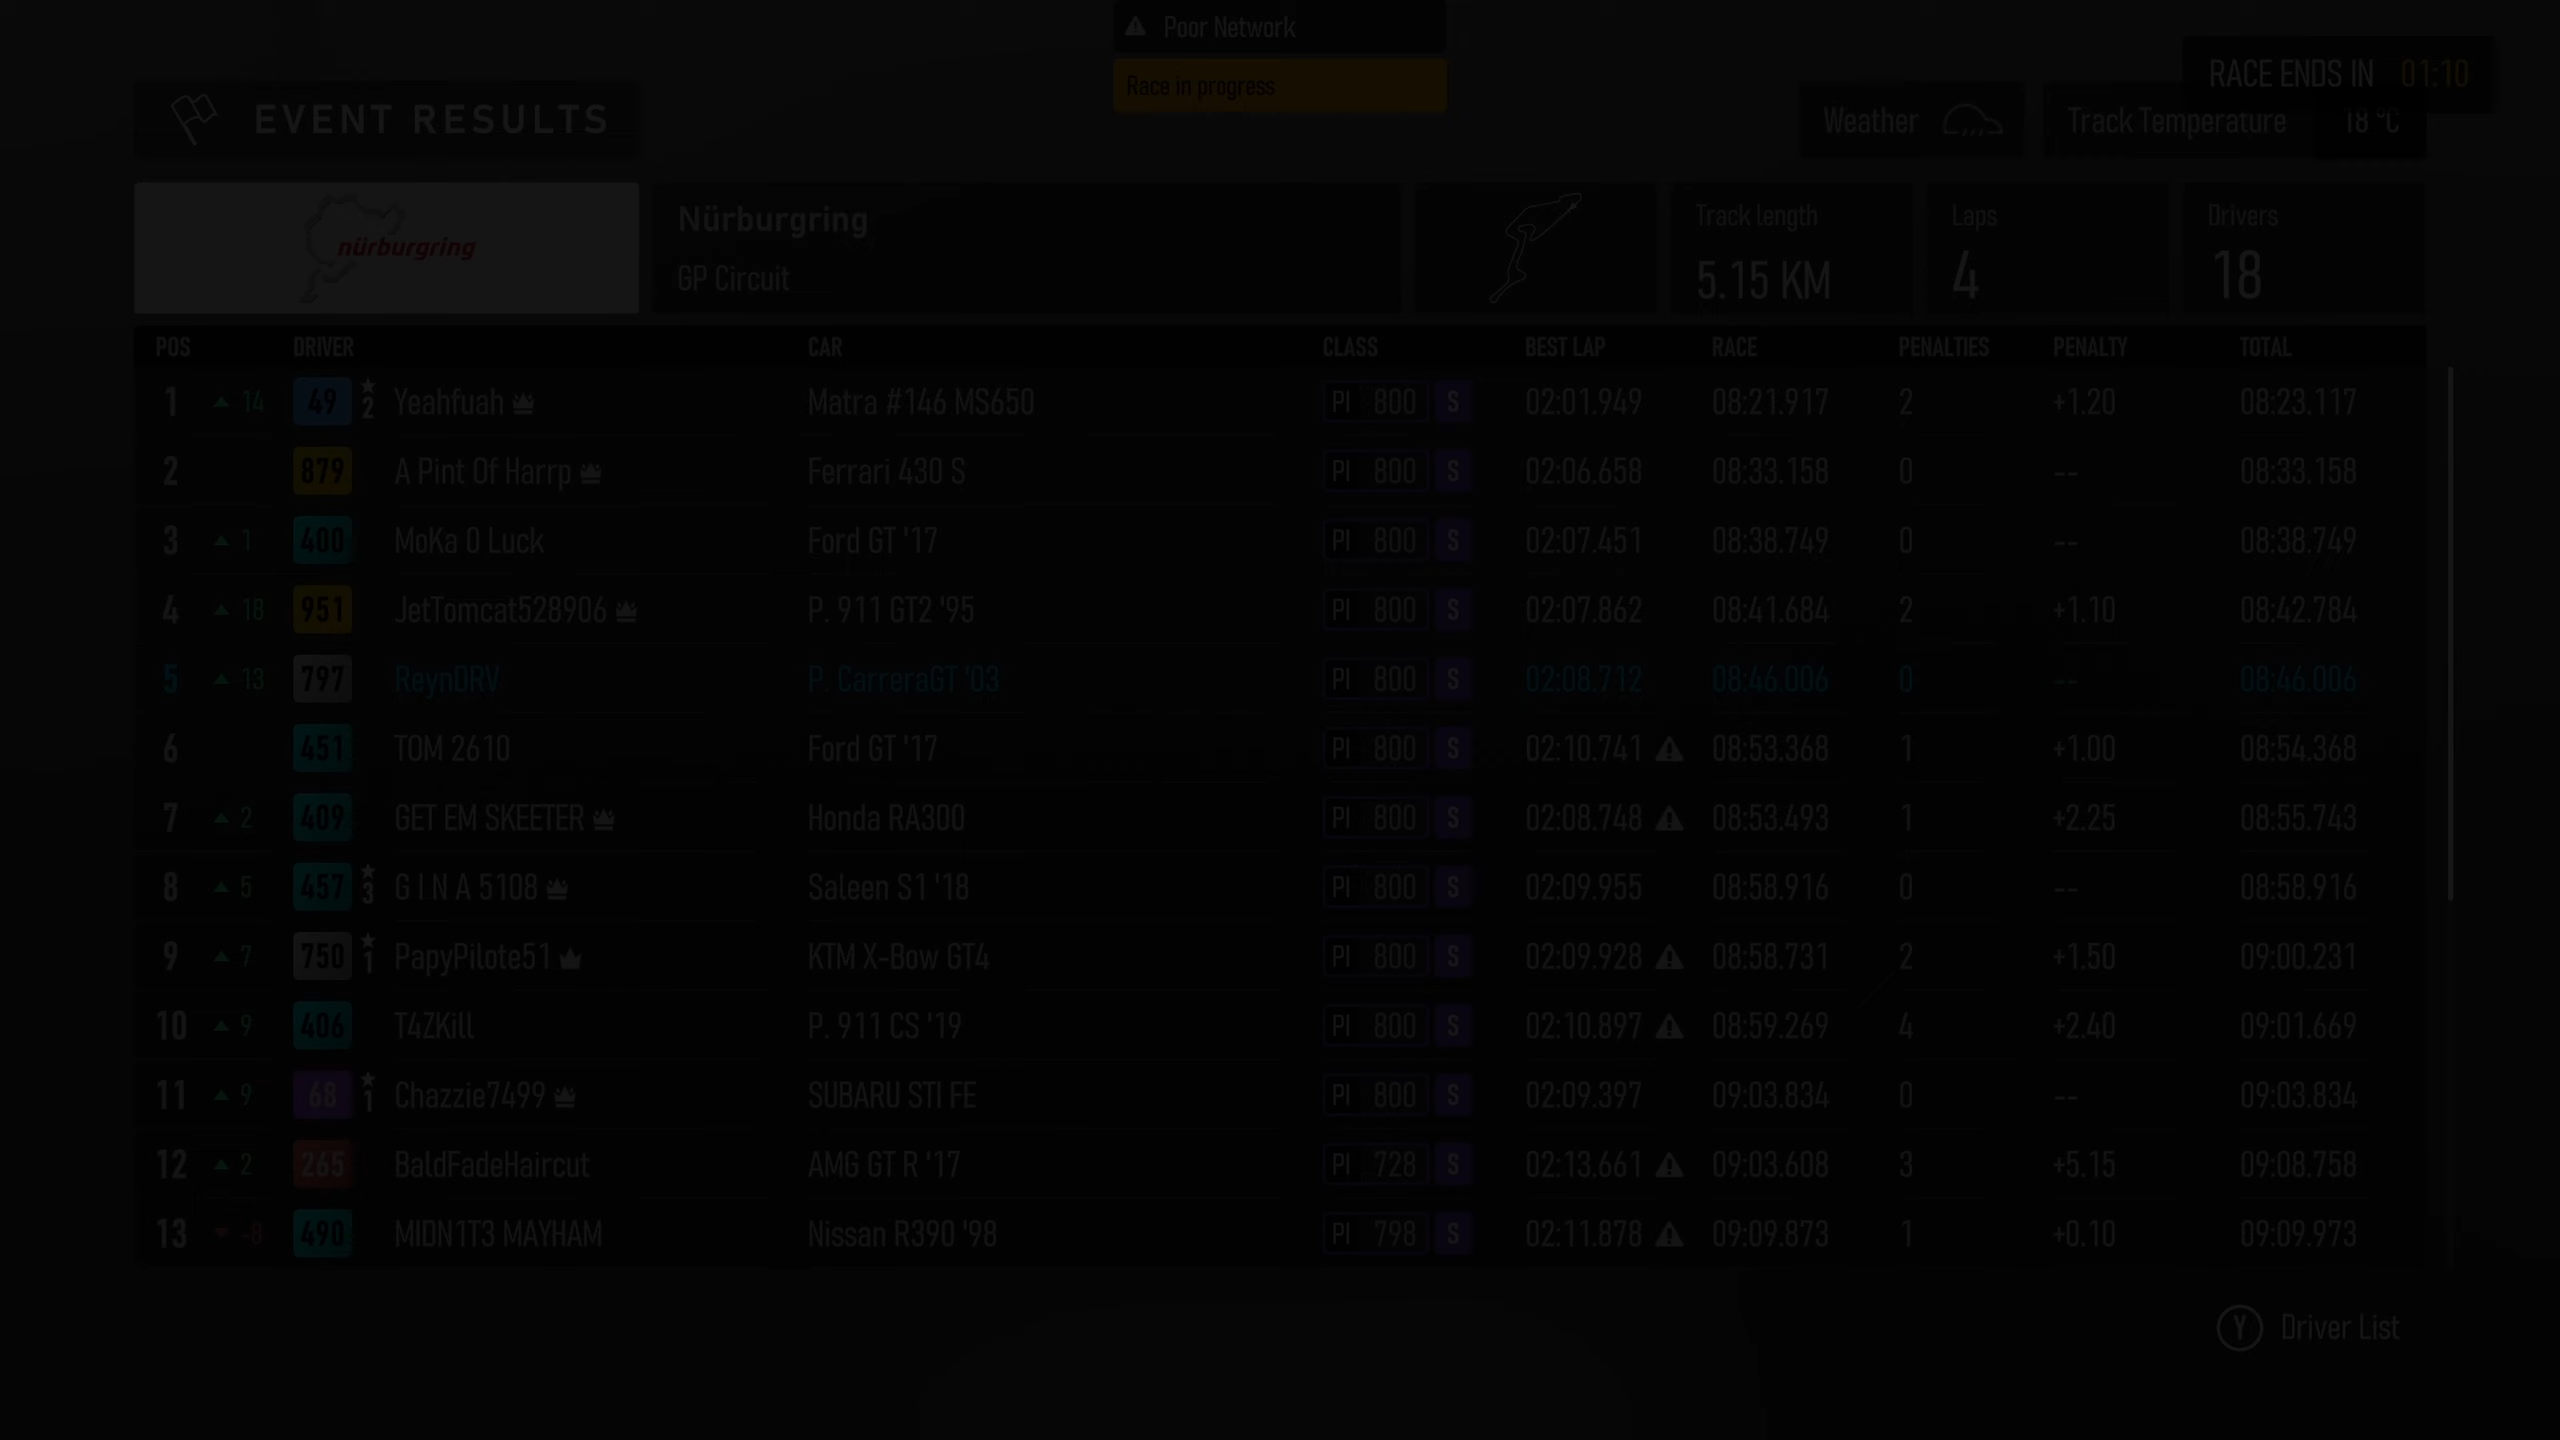 Poor Network
Race in progress
RACE ENDS IN 01:10
EVENT RESULTS
Weather
Track Temperature 18 °C
nürburgring
Nürburgring
GP Circuit
Track length
5.15 KM
Laps
4
Drivers
18
POS DRIVER CAR CLASS BEST LAP RACE PENALTIES PENALTY TOTAL
1 14 49 2 Yeahfuah Matra #146 MS650 PI 800 S 02:01.949 08:21.917 2 +1.20 08:23.117
2 879 A Pint Of Harrp Ferrari 430 S PI 800 S 02:06.658 08:33.158 0 -- 08:33.158
3 1 400 MoKa 0 Luck Ford GT '17 PI 800 S 02:07.451 08:38.749 0 -- 08:38.749
4 18 951 JetTomcat528906 P. 911 GT2 '95 PI 800 S 02:07.862 08:41.684 2 +1.10 08:42.784
5 13 797 ReynDRV P. CarreraGT '03 PI 800 S 02:08.712 08:46.006 0 -- 08:46.006
6 451 TOM 2610 Ford GT '17 PI 800 S 02:10.741 08:53.368 1 +1.00 08:54.368
7 2 409 GET EM SKEETER Honda RA300 PI 800 S 02:08.748 08:53.493 1 +2.25 08:55.743
8 5 457 3 G I N A 5108 Saleen S1 '18 PI 800 S 02:09.955 08:58.916 0 -- 08:58.916
9 7 750 1 PapyPilote51 KTM X-Bow GT4 PI 800 S 02:09.928 08:58.731 2 +1.50 09:00.231
10 9 406 T4ZKill P. 911 CS '19 PI 800 S 02:10.897 08:59.269 4 +2.40 09:01.669
11 9 68 1 Chazzie7499 SUBARU STI FE PI 800 S 02:09.397 09:03.834 0 -- 09:03.834
12 2 265 BaldFadeHaircut AMG GT R '17 PI 728 S 02:13.661 09:03.608 3 +5.15 09:08.758
13 -8 490 MIDN1T3 MAYHAM Nissan R390 '98 PI 798 S 02:11.878 09:09.873 1 +0.10 09:09.973
Y Driver List